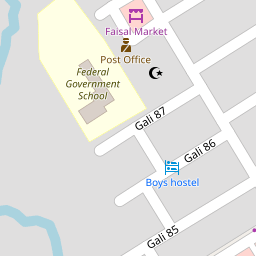 Faisal Market
Post Office
Federal
Government
School
Gali 87
Gali 86
Boys hostel
Gali 85